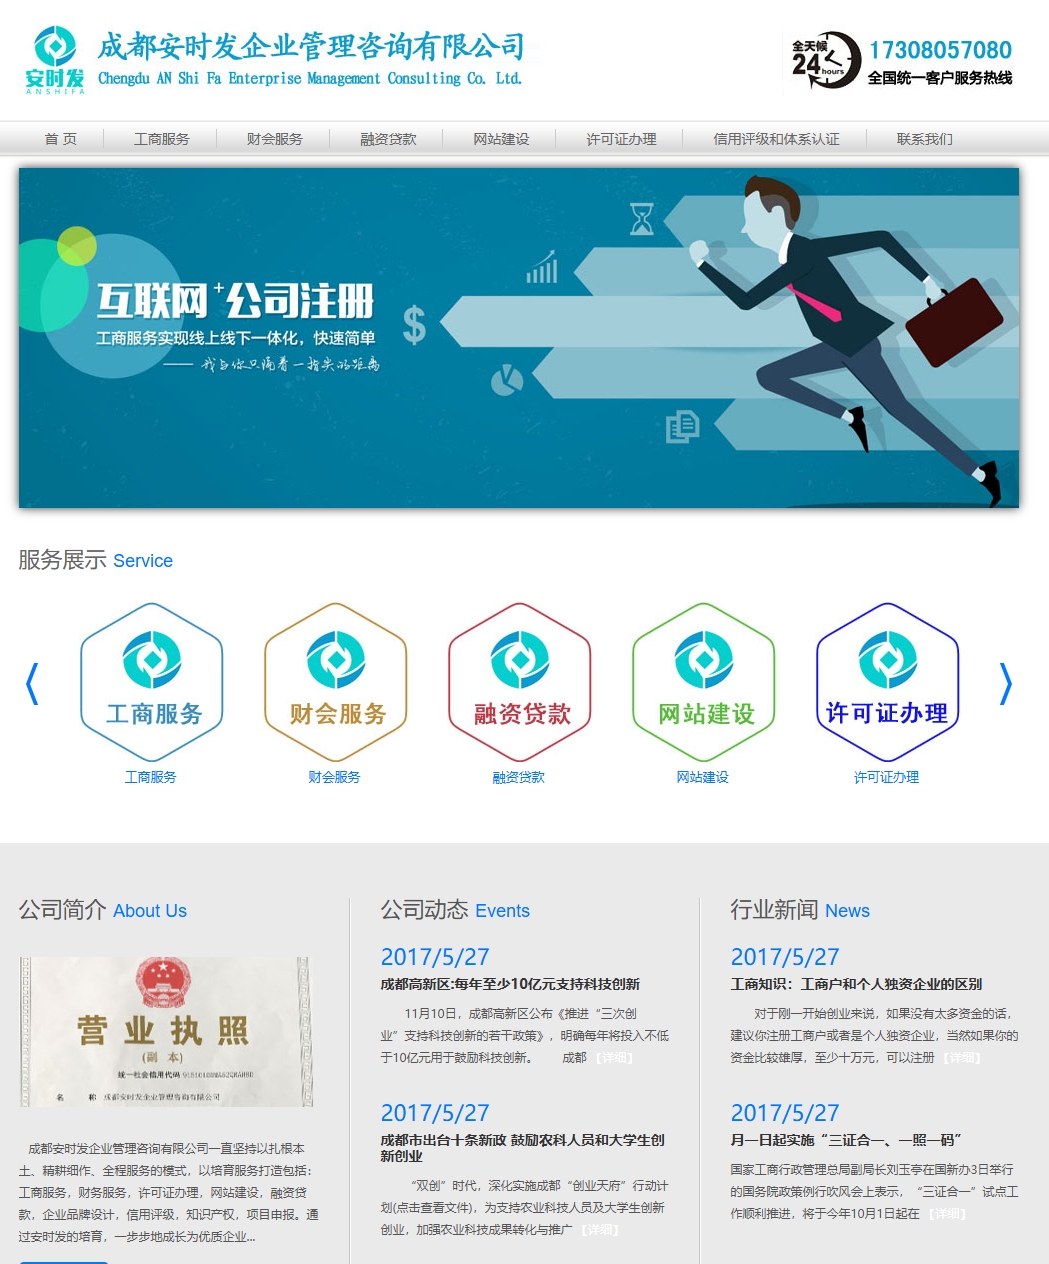 安时发
ANSHIFA
成都安时发企业管理咨询有限公司
Chengdu AN Shi Fa Enterprise Management Consulting Co. Ltd.
全天候
24 hours
17308057080
全国统一客户服务热线
首 页 工商服务 财会服务 融资贷款 网站建设 许可证办理 信用评级和体系认证 联系我们
互联网+公司注册
工商服务实现线上线下一体化，快速简单
—— 我与你只隔着一指尖的距离
$
服务展示 Service
工商服务 财会服务 融资贷款 网站建设 许可证办理
工商服务 财会服务 融资贷款 网站建设 许可证办理
公司简介 About Us
营业执照
(副 本)
统一社会信用代码
名 称 成都安时发企业管理咨询有限公司
成都安时发企业管理咨询有限公司一直坚持以扎根本
土、精耕细作、全程服务的模式，以培育服务打造包括：
工商服务，财务服务，许可证办理，网站建设，融资贷
款，企业品牌设计，信用评级，知识产权，项目申报。通
过安时发的培育，一步步地成长为优质企业...
公司动态 Events
2017/5/27
成都高新区:每年至少10亿元支持科技创新
11月10日，成都高新区公布《推进“三次创
业”支持科技创新的若干政策》，明确每年将投入不低
于10亿元用于鼓励科技创新。 成都 【详细】
2017/5/27
成都市出台十条新政 鼓励农科人员和大学生创
新创业
“双创”时代，深化实施成都“创业天府”行动计
划(点击查看文件)，为支持农业科技人员及大学生创新
创业，加强农业科技成果转化与推广 【详细】
行业新闻 News
2017/5/27
工商知识：工商户和个人独资企业的区别
对于刚一开始创业来说，如果没有太多资金的话，
建议你注册工商户或者是个人独资企业，当然如果你的
资金比较雄厚，至少十万元，可以注册 【详细】
2017/5/27
月一日起实施“三证合一、一照一码”
国家工商行政管理总局副局长刘玉亭在国新办3日举行
的国务院政策例行吹风会上表示，“三证合一”试点工
作顺利推进，将于今年10月1日起在 【详细】